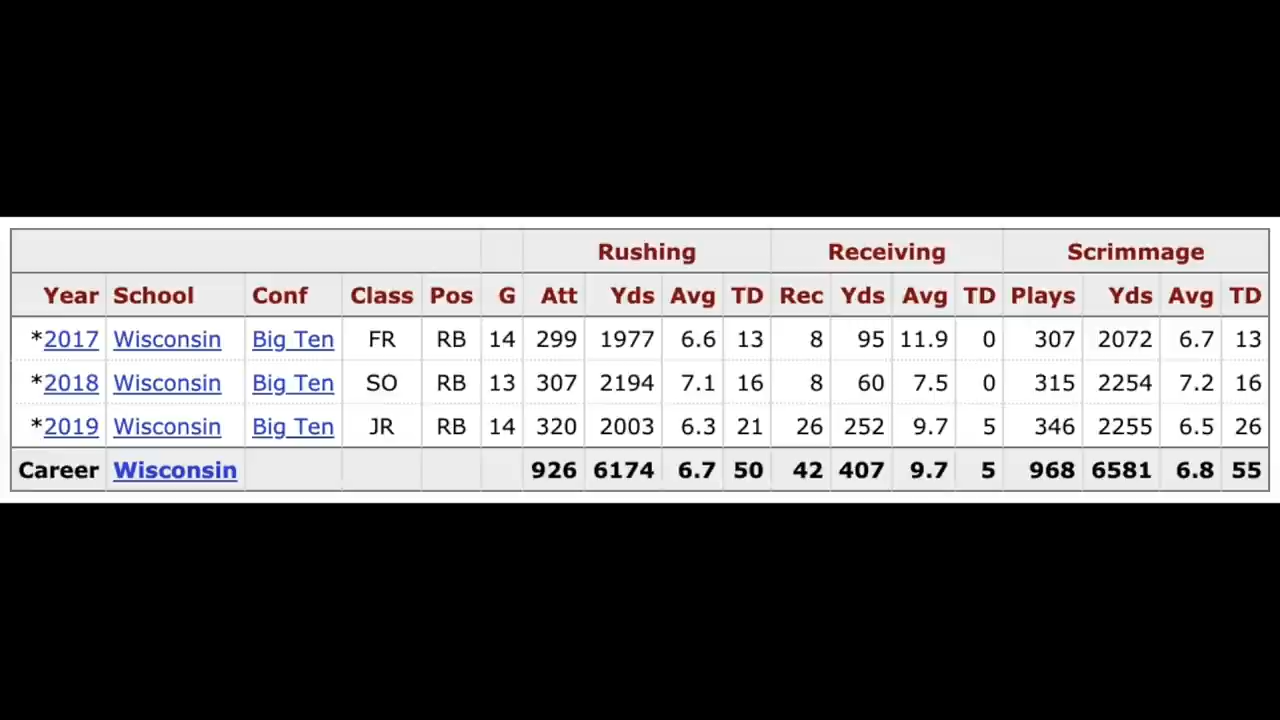 Rushing Receiving Scrimmage
Year School Conf Class Pos G Att Yds Avg TD Rec Yds Avg TD Plays Yds Avg TD
*2017 Wisconsin Big Ten FR RB 14 299 1977 6.6 13 8 95 11.9 0 307 2072 6.7 13
*2018 Wisconsin Big Ten SO RB 13 307 2194 7.1 16 8 60 7.5 0 315 2254 7.2 16
*2019 Wisconsin Big Ten JR RB 14 320 2003 6.3 21 26 252 9.7 5 346 2255 6.5 26
Career Wisconsin 926 6174 6.7 50 42 407 9.7 5 968 6581 6.8 55